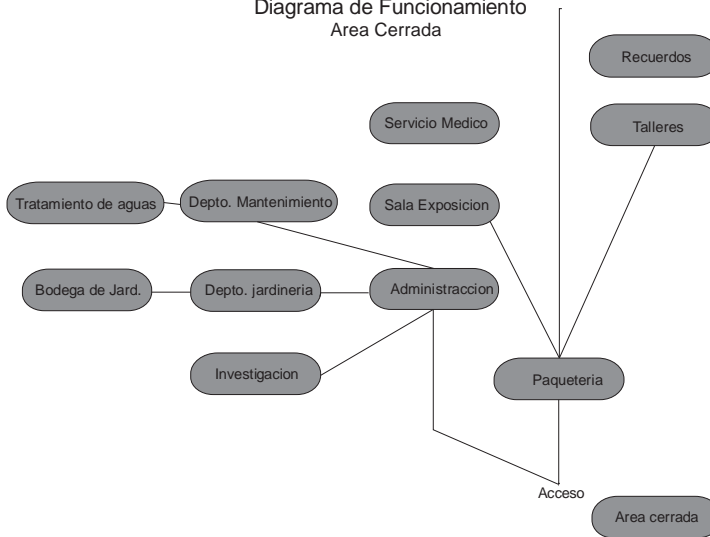 Diagrama de Funcionamiento
Area Cerrada
Recuerdos
Servicio Medico
Talleres
Tratamiento de aguas
Depto. Mantenimiento
Sala Exposicion
Bodega de Jard.
Depto. jardineria
Administraccion
Investigacion
Paqueteria
Acceso
Area cerrada